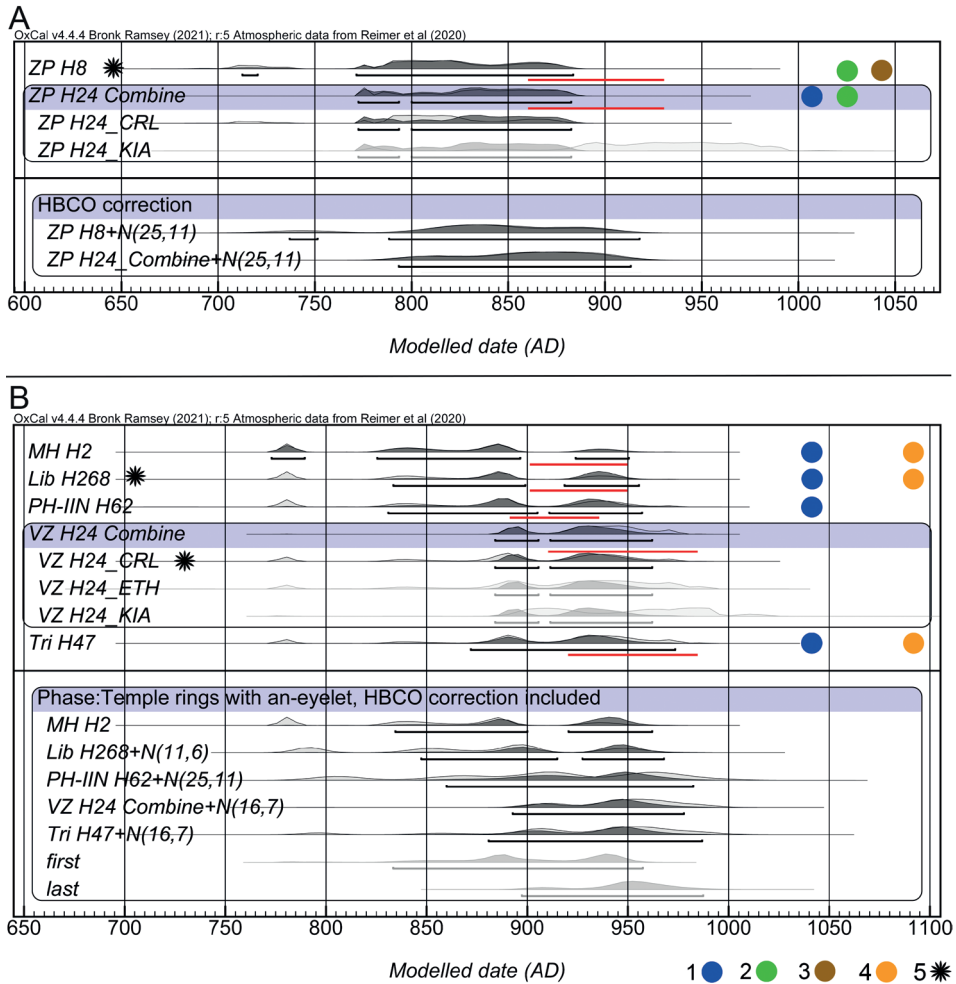 A
OxCal v4.4.4 Bronk Ramsey (2021); r:5 Atmospheric data from Reimer et al (2020)
ZP H8
ZP H24 Combine
ZP H24_CRL
ZP H24_KIA
HBCO correction
ZP H8+N(25,11)
ZP H24_Combine+N(25,11)
600 650 700 750 800 850 900 950 1000 1050
Modelled date (AD)
B
OxCal v4.4.4 Bronk Ramsey (2021); r:5 Atmospheric data from Reimer et al (2020)
MH H2
Lib H268
PH-IIN H62
VZ H24 Combine
VZ H24_CRL
VZ H24_ETH
VZ H24_KIA
Tri H47
Phase:Temple rings with an-eyelet, HBCO correction included
MH H2
Lib H268+N(11,6)
PH-IIN H62+N(25,11)
VZ H24 Combine+N(16,7)
Tri H47+N(16,7)
first
last
650 700 750 800 850 900 950 1000 1050 1100
Modelled date (AD)
1 2 3 4 5